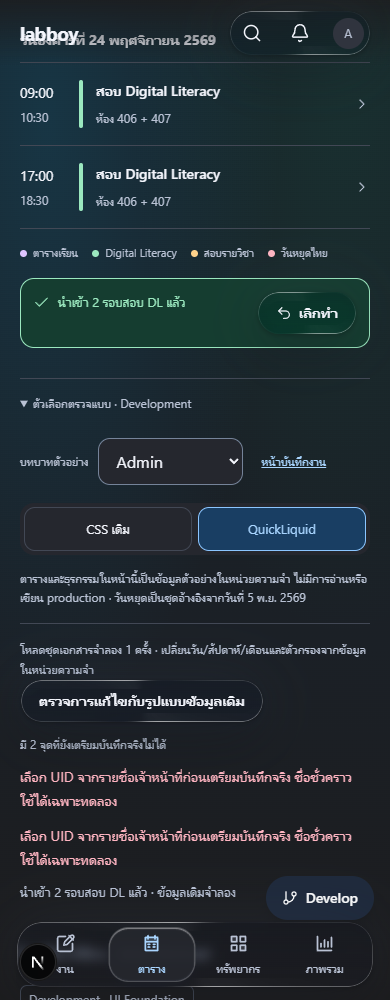 labboy
วันอังคารที่ 24 พฤศจิกายน 2569
A
09:00
10:30
สอบ Digital Literacy
ห้อง 406 + 407
17:00
18:30
สอบ Digital Literacy
ห้อง 406 + 407
ตารางเรียน
Digital Literacy
สอบรายวิชา
วันหยุดไทย
นำเข้า 2 รอบสอบ DL แล้ว
เลิกทำ
ตัวเลือกตรวจแบบ · Development
บทบาทตัวอย่าง
Admin
หน้าบันทึกงาน
CSS เดิม
QuickLiquid
ตารางและธุรกรรมในหน้านี้เป็นข้อมูลตัวอย่างในหน่วยความจำ ไม่มีการอ่านหรือ
เขียน production · วันหยุดเป็นชุดอ้างอิงจากวันที่ 5 พ.ย. 2569
โหลดชุดเอกสารจำลอง 1 ครั้ง · เปลี่ยนวัน/สัปดาห์/เดือนและตัวกรองจากข้อมูล
ในหน่วยความจำ
ตรวจการแก้ไขกับรูปแบบข้อมูลเดิม
มี 2 จุดที่ยังเตรียมบันทึกจริงไม่ได้
เลือก UID จากรายชื่อเจ้าหน้าที่ก่อนเตรียมบันทึกจริง ชื่อชั่วคราว
ใช้ได้เฉพาะทดลอง
เลือก UID จากรายชื่อเจ้าหน้าที่ก่อนเตรียมบันทึกจริง ชื่อชั่วคราว
ใช้ได้เฉพาะทดลอง
นำเข้า 2 รอบสอบ DL แล้ว · ข้อมูลเดิมจำลอง
Develop
N
งาน
ตาราง
ทรัพยากร
ภาพรวม
Development · UI Foundation